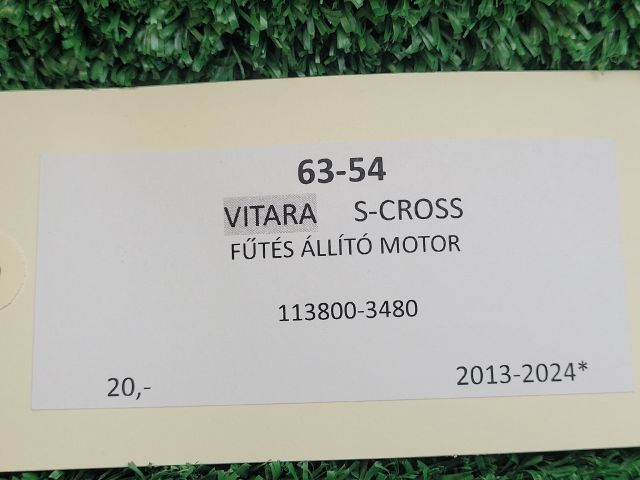 63-54
VITARA S-CROSS
FŰTÉS ÁLLÍTÓ MOTOR
113800-3480
20,- 2013-2024*